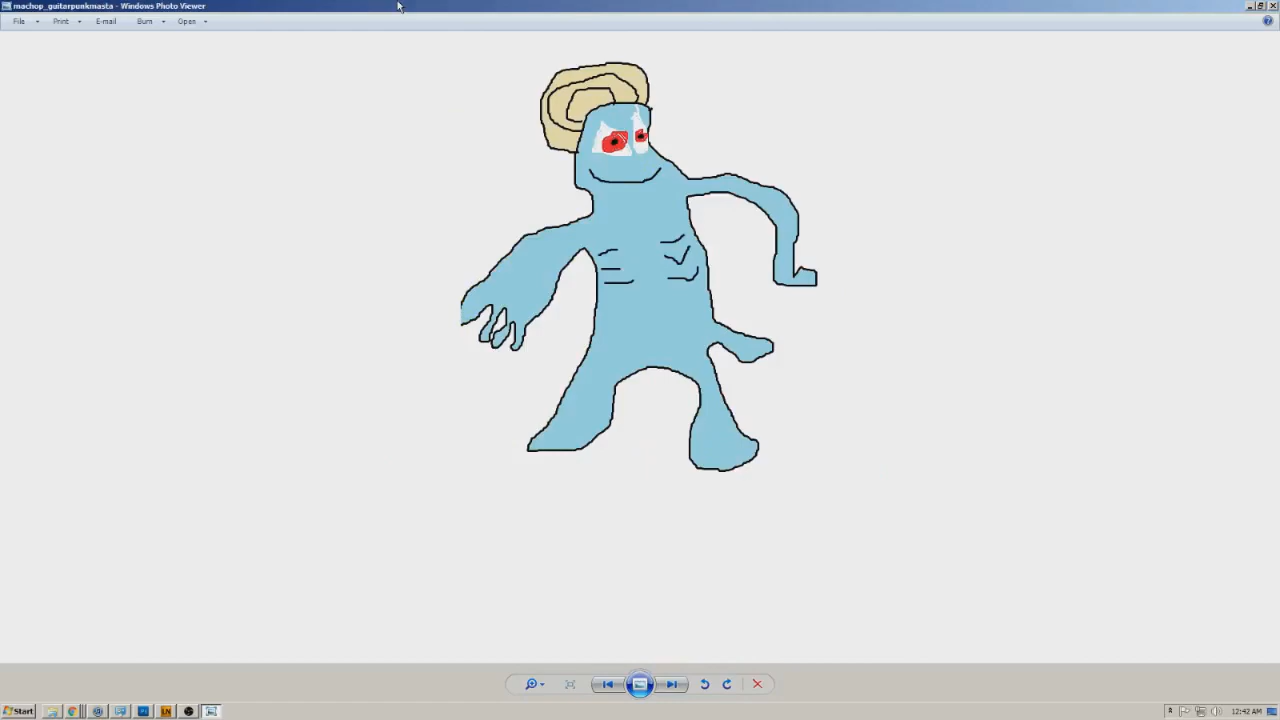 machop_guitarpunkmasta - Windows Photo Viewer
File Print E-mail Burn Open
Start
12:42 AM